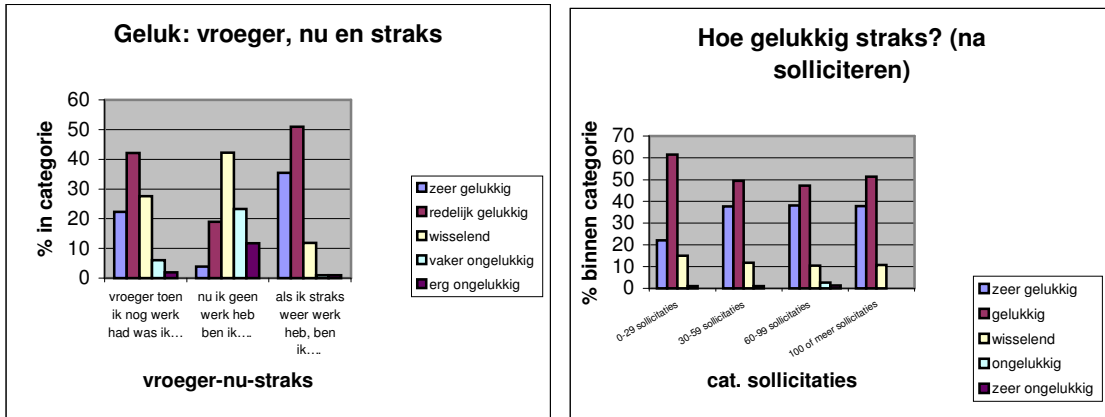 Geluk: vroeger, nu en straks
% in categorie
60
50
40
30
20
10
0
vroeger toen
ik nog werk
had was ik…
nu ik geen
werk heb
ben ik….
als ik straks
weer werk
heb, ben
ik….
vroeger-nu-straks
zeer gelukkig
redelijk gelukkig
wisselend
vaker ongelukkig
erg ongelukkig
Hoe gelukkig straks? (na
solliciteren)
% binnen categorie
70
60
50
40
30
20
10
0
0-29 sollicitaties
30-59 sollicitaties
60-99 sollicitaties
100 of meer sollicitaties
cat. sollicitaties
zeer gelukkig
gelukkig
wisselend
ongelukkig
zeer ongelukkig